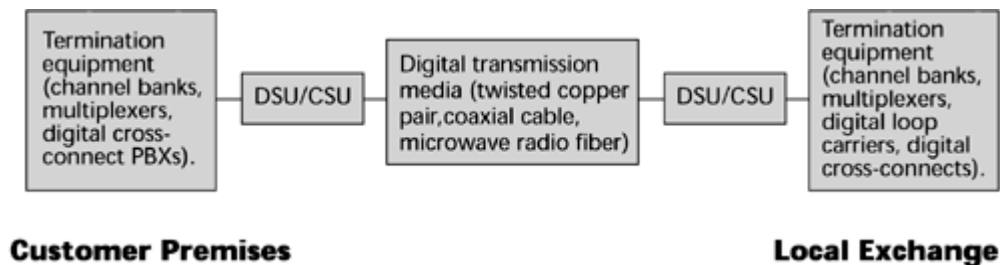 Termination
equipment
(channel banks,
multiplexers,
digital cross-
connect PBXs).
DSU/CSU
Digital transmission
media (twisted copper
pair,coaxial cable,
microwave radio fiber)
DSU/CSU
Termination
equipment
(channel banks,
multiplexers,
digital loop
carriers, digital
cross-connects).
Customer Premises
Local Exchange